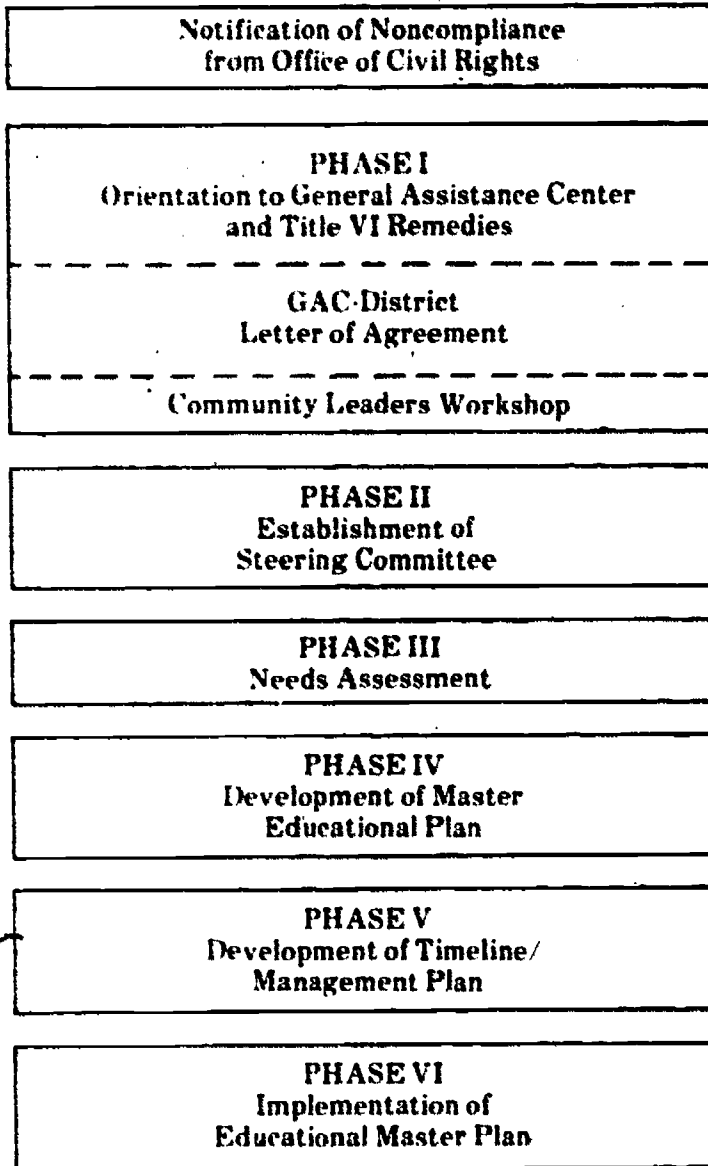 Notification of Noncompliance
from Office of Civil Rights
PHASE I
Orientation to General Assistance Center
and Title VI Remedies
GAC-District
Letter of Agreement
Community Leaders Workshop
PHASE II
Establishment of
Steering Committee
PHASE III
Needs Assessment
PHASE IV
Development of Master
Educational Plan
PHASE V
Development of Timeline/
Management Plan
PHASE VI
Implementation of
Educational Master Plan